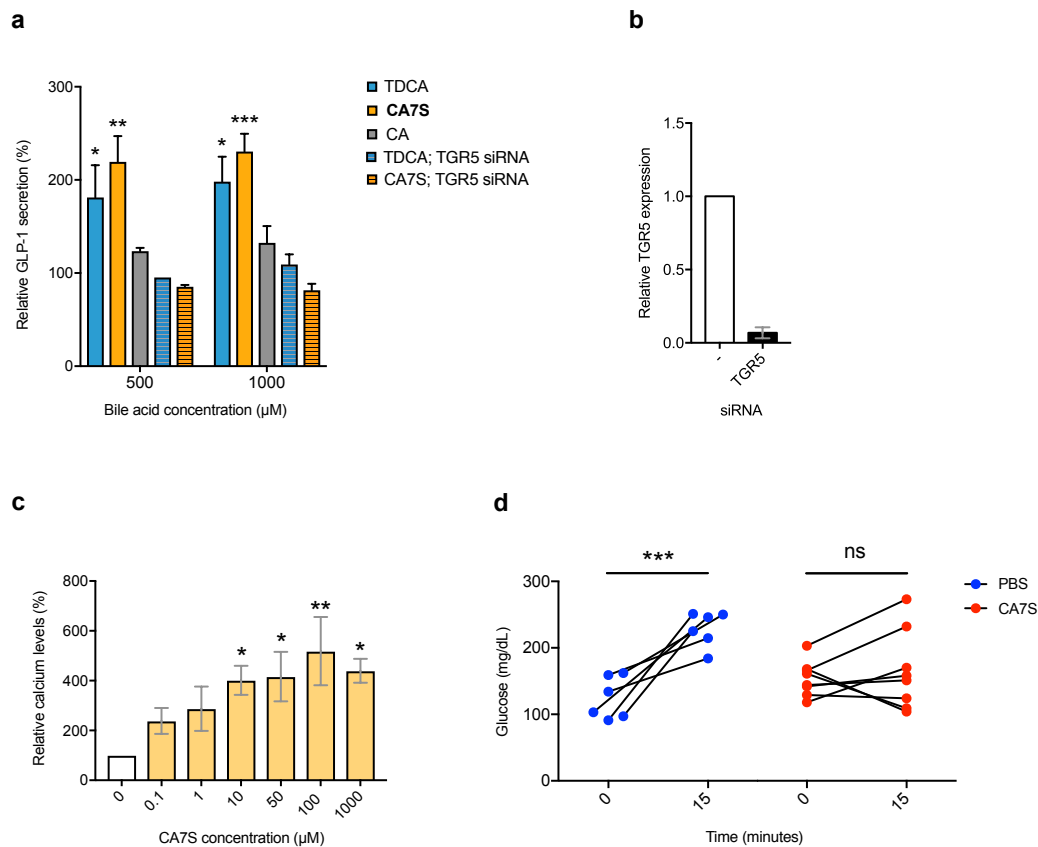 a
Relative GLP-1 secretion (%)
300
200
100
0
* ** * ***
500 1000
Bile acid concentration (µM)
TDCA
CA7S
CA
TDCA; TGR5 siRNA
CA7S; TGR5 siRNA
b
Relative TGR5 expression
1.5
1.0
0.5
0.0
- TGR5
siRNA
c
Relative calcium levels (%)
800
600
400
200
0
* * ** *
0 0.1 1 10 50 100 1000
CA7S concentration (µM)
d
Glucose (mg/dL)
300
200
100
0
*** ns
0 15 0 15
Time (minutes)
PBS
CA7S